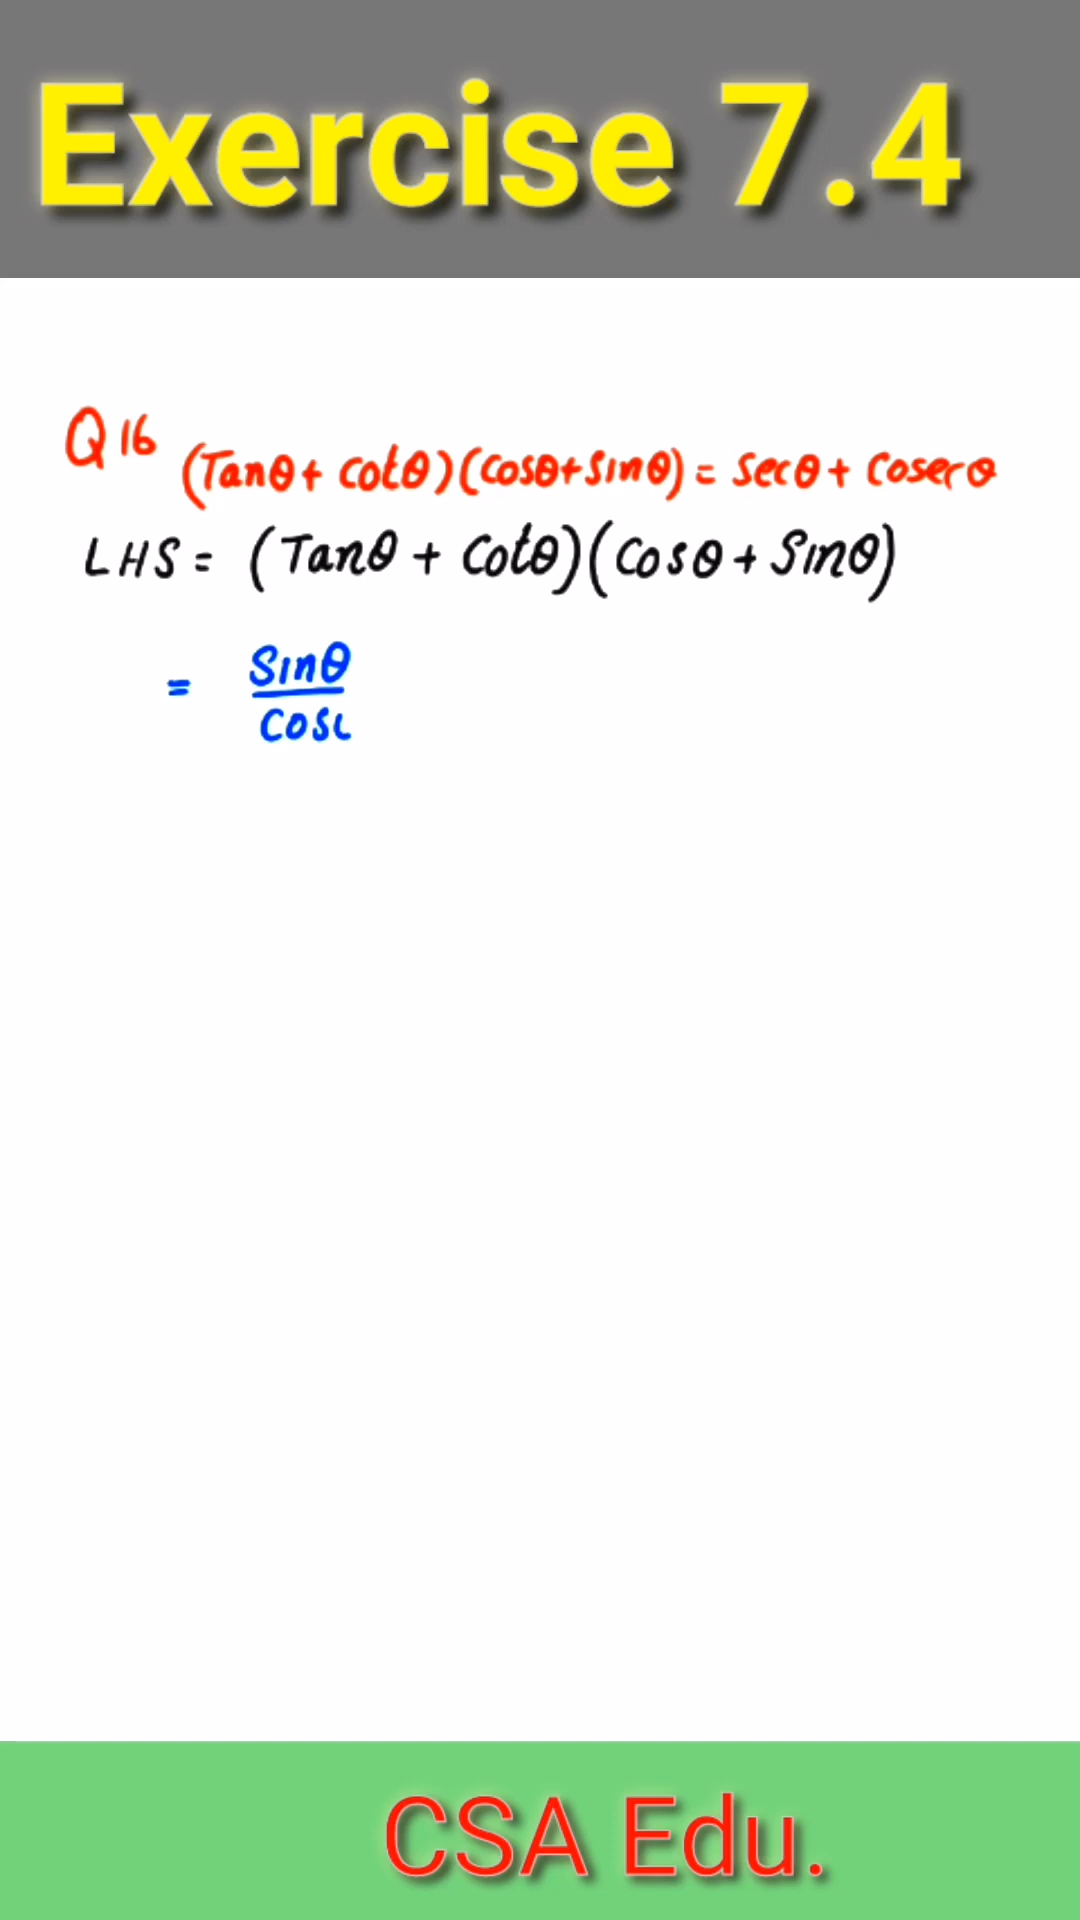 Exercise 7.4
Q16 (Tanθ + Cotθ)(Cosθ+Sinθ) = Secθ + Cosecθ
LHS = (Tanθ + Cotθ)(Cosθ + Sinθ)
= Sinθ
Cos
CSA Edu.